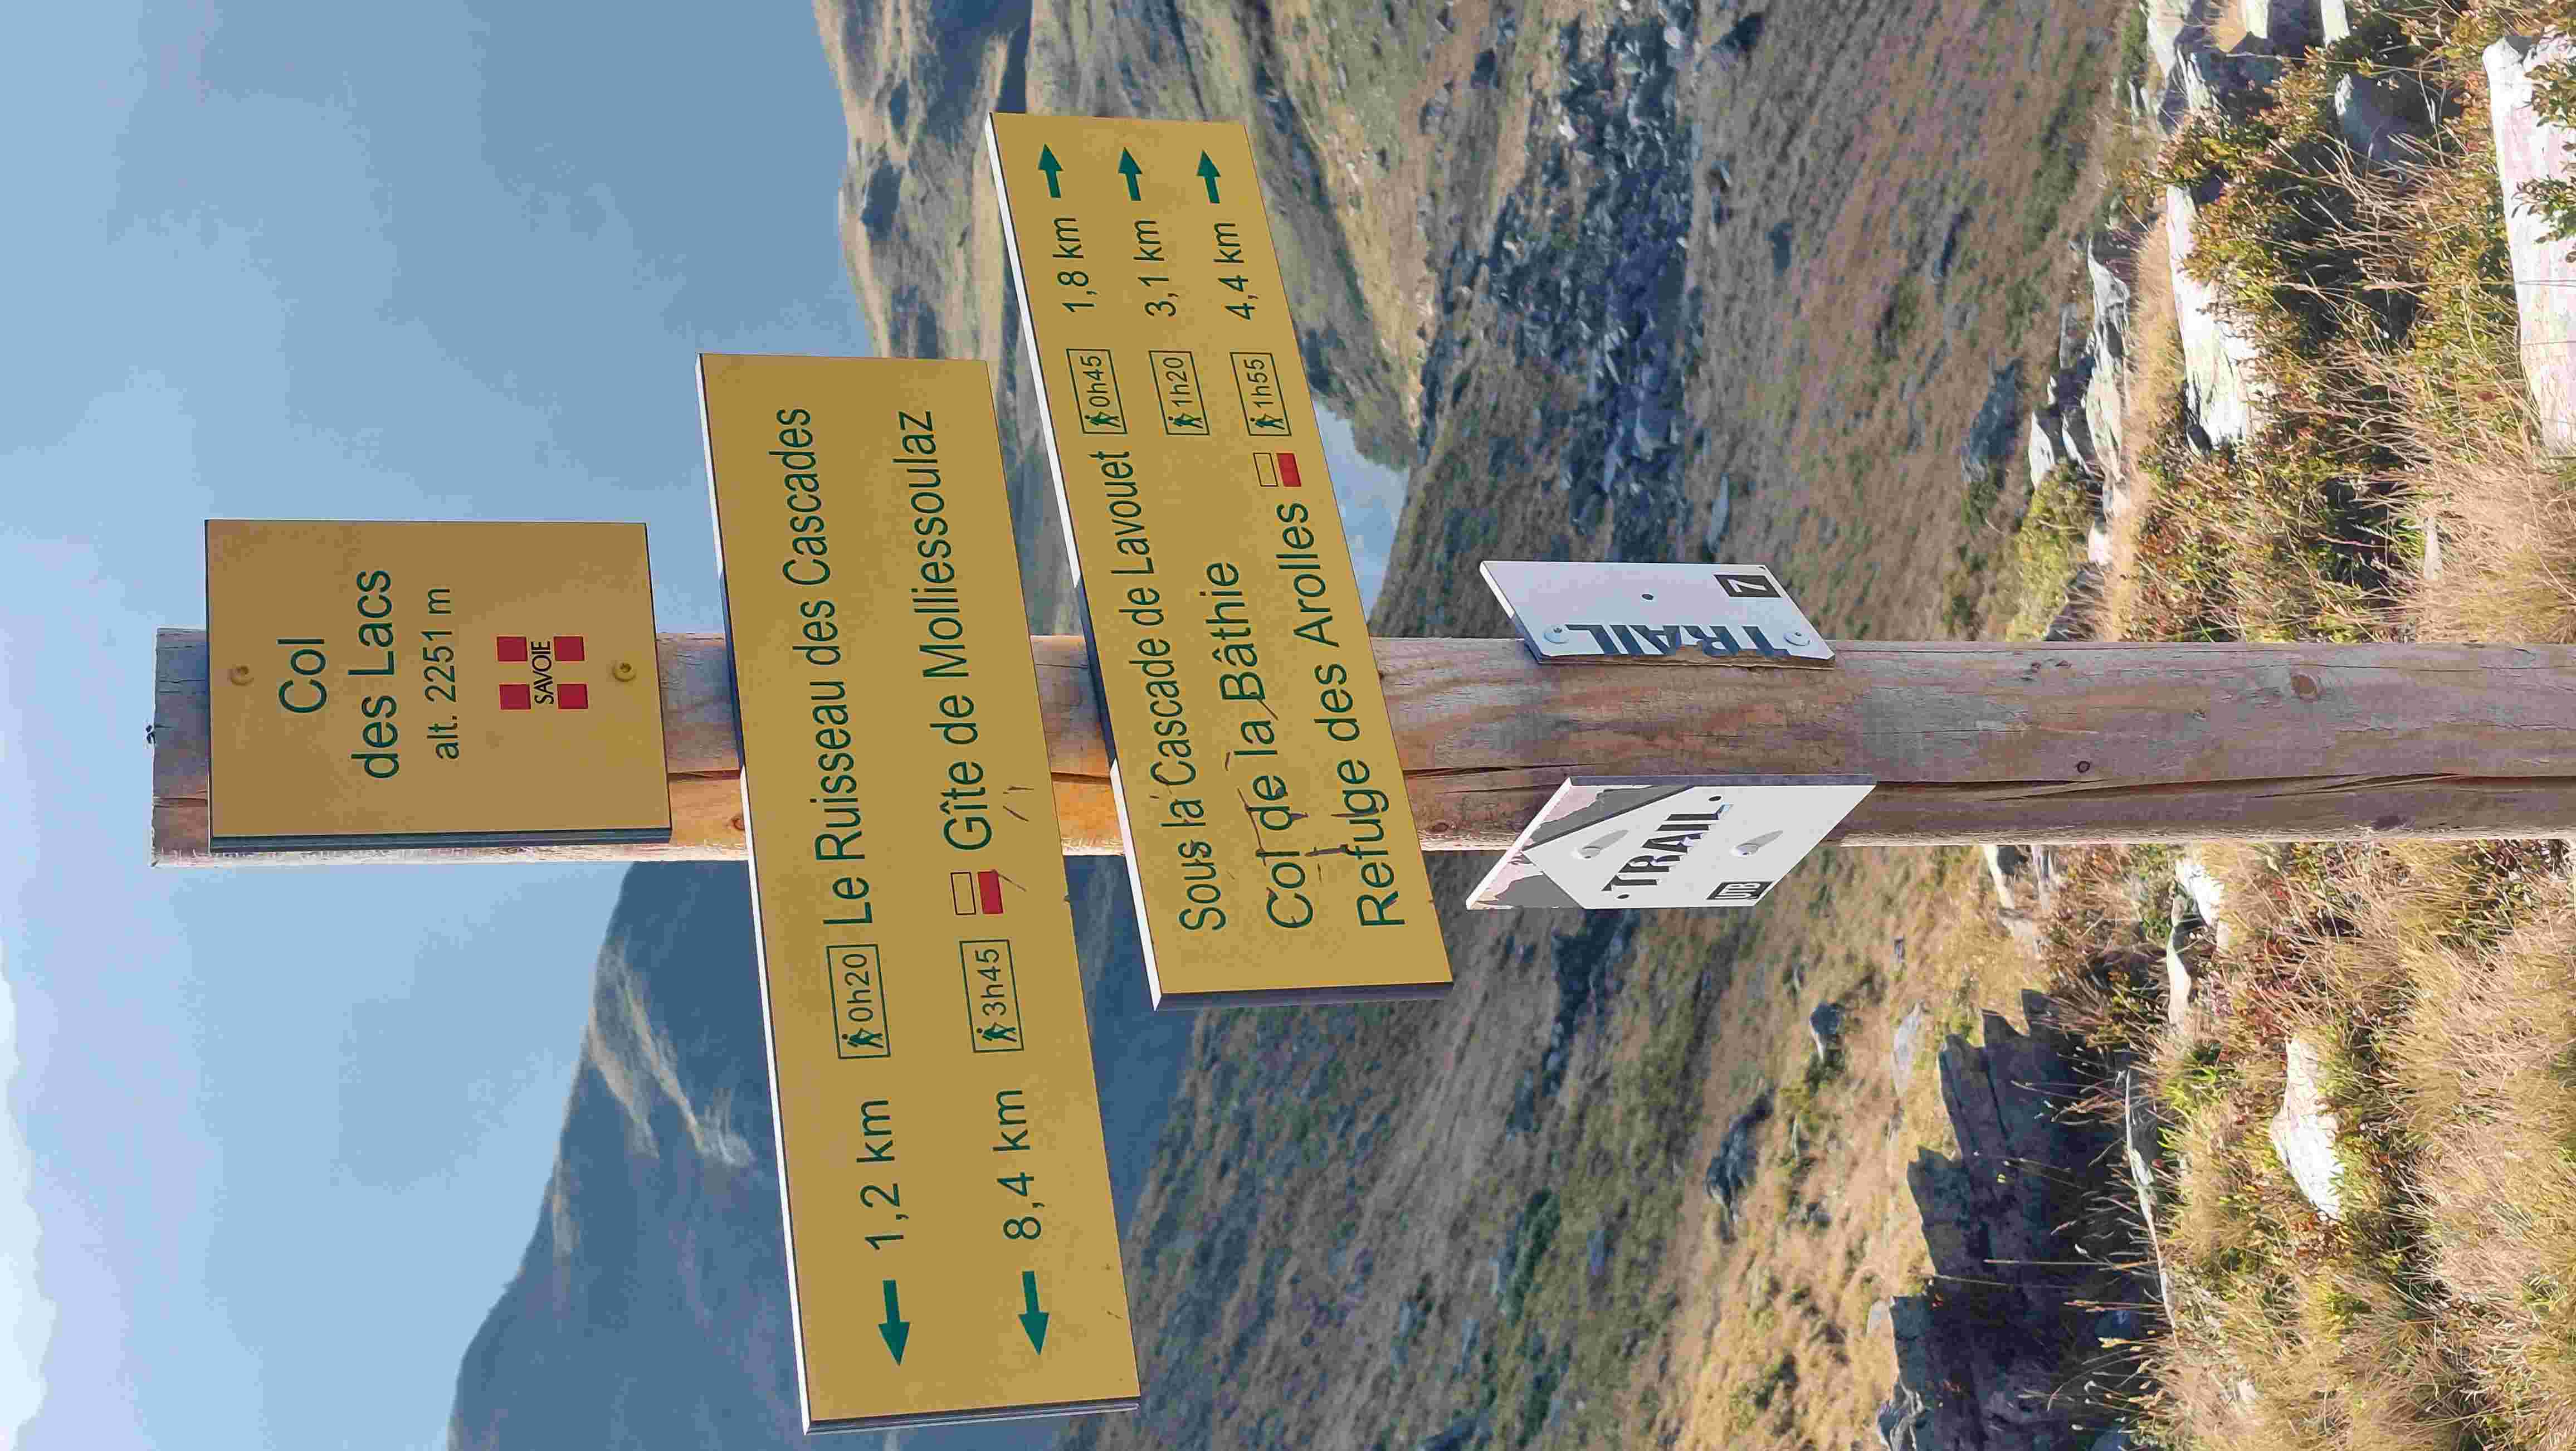 Col
des Lacs
alt. 2251 m
SAVOIE
1,2 km 0h20 Le Ruisseau des Cascades
8,4 km 3h45 Gîte de Molliessoulaz
Sous la Cascade de Lavouet 0h45 1,8 km
Col de la Bâthie 1h20 3,1 km
Refuge des Arolles 1h55 4,4 km
TRAIL
UTB
TRAIL
7